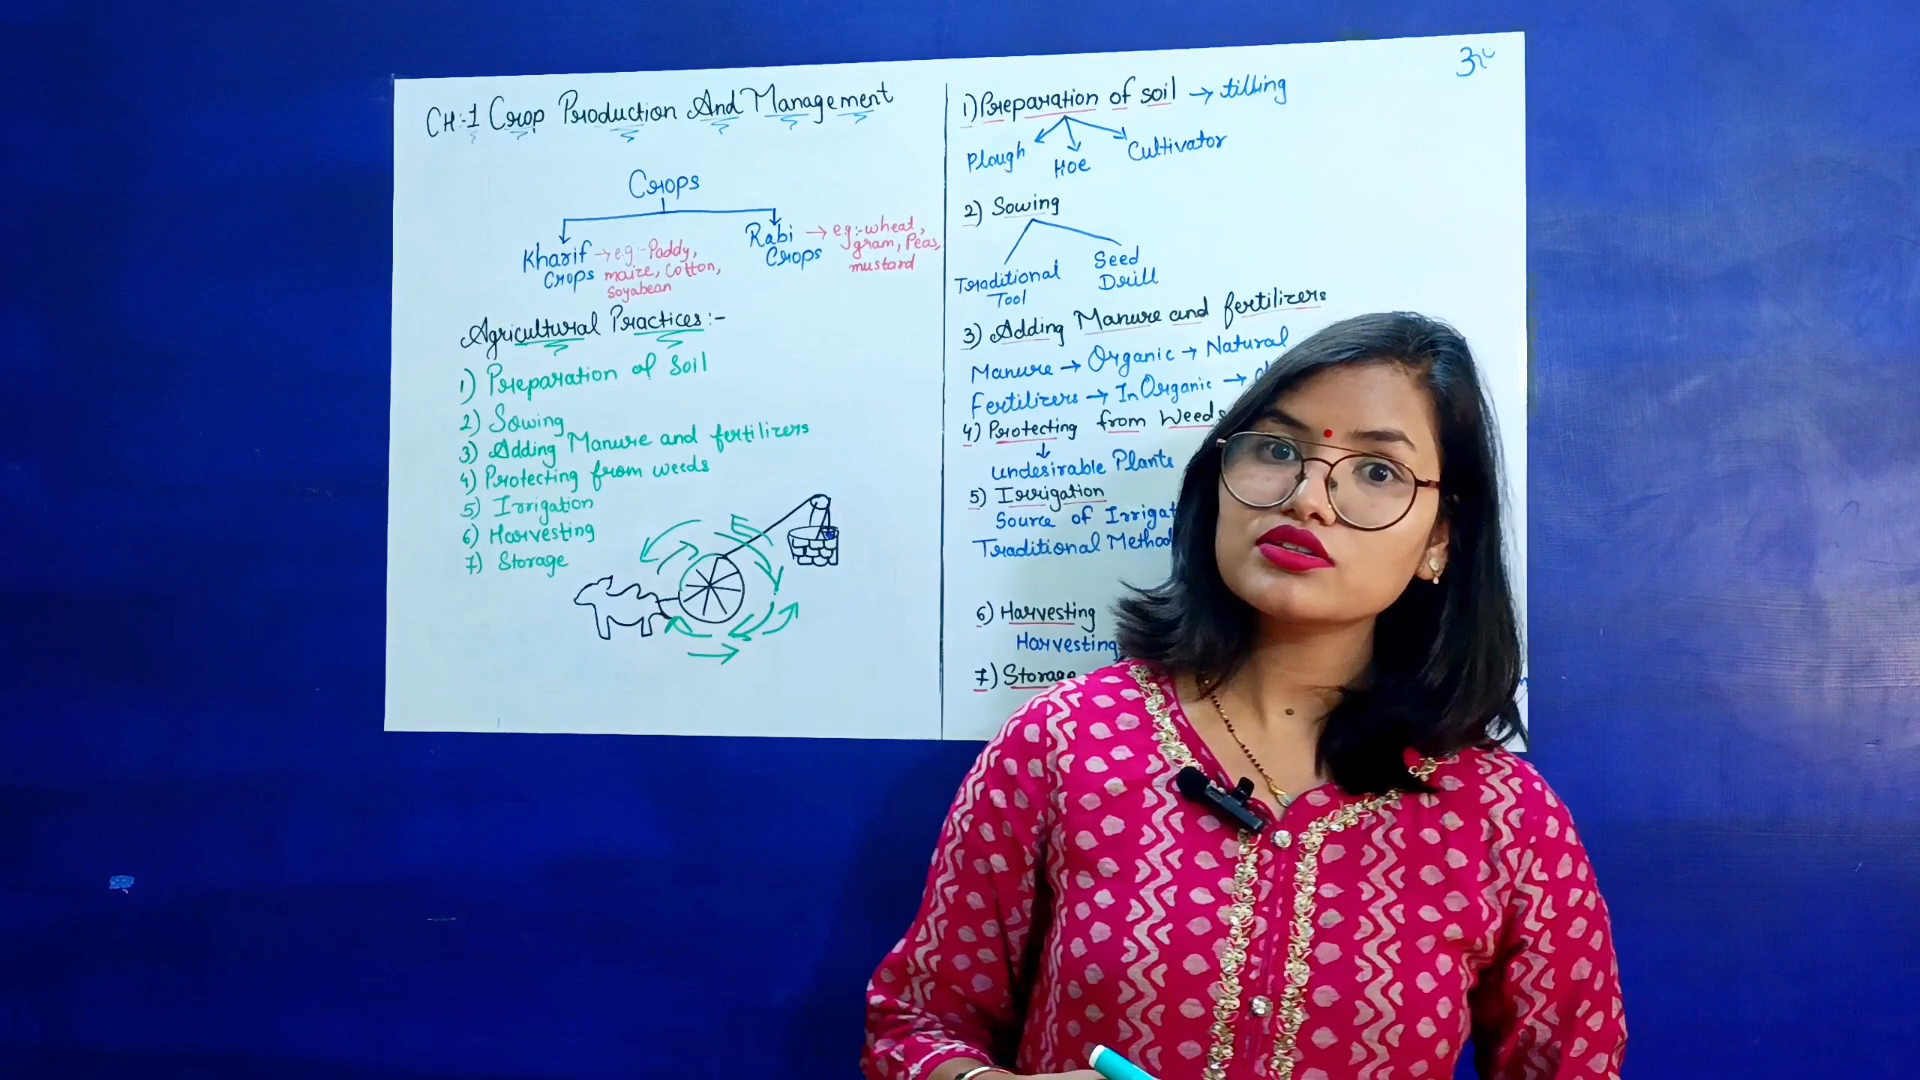 CH:-1 Crop Production And Management
Crops
Kharif Crops → e.g:- Paddy, maize, Cotton, Soyabean
Rabi Crops → eg:- wheat, gram, Peas, mustard
Agricultural Practices:-
1) Preparation of Soil
2) Sowing
3) Adding Manure and fertilizers
4) Protecting from weeds
5) Irrigation
6) Harvesting
7) Storage
1) Preparation of soil → tilling
Plough Hoe Cultivator
2) Sowing
Traditional Tool
Seed Drill
3) Adding Manure and fertilizers
Manure → Organic → Natural
Fertilizers → InOrganic →
4) Protecting from Weeds
undesirable Plants
5) Irrigation
Source of Irrigat
Traditional Method
6) Harvesting
Harvesting
7) Storage